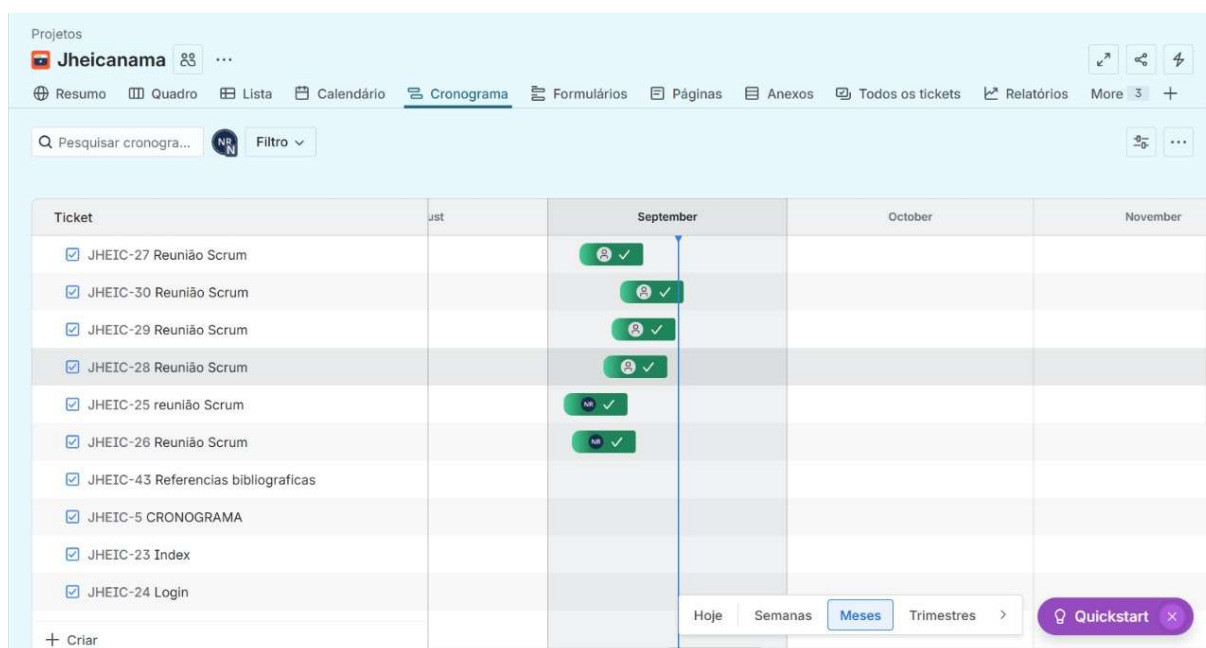 Projetos
Jheicanama
Resumo Quadro Lista Calendário Cronograma Formulários Páginas Anexos Todos os tickets Relatórios More 3
Pesquisar cronogra... NR N Filtro
Ticket ust September October November
JHEIC-27 Reunião Scrum
JHEIC-30 Reunião Scrum
JHEIC-29 Reunião Scrum
JHEIC-28 Reunião Scrum
JHEIC-25 reunião Scrum NR
JHEIC-26 Reunião Scrum NR
JHEIC-43 Referencias bibliograficas
JHEIC-5 CRONOGRAMA
JHEIC-23 Index
JHEIC-24 Login
Hoje Semanas Meses Trimestres Quickstart
Criar